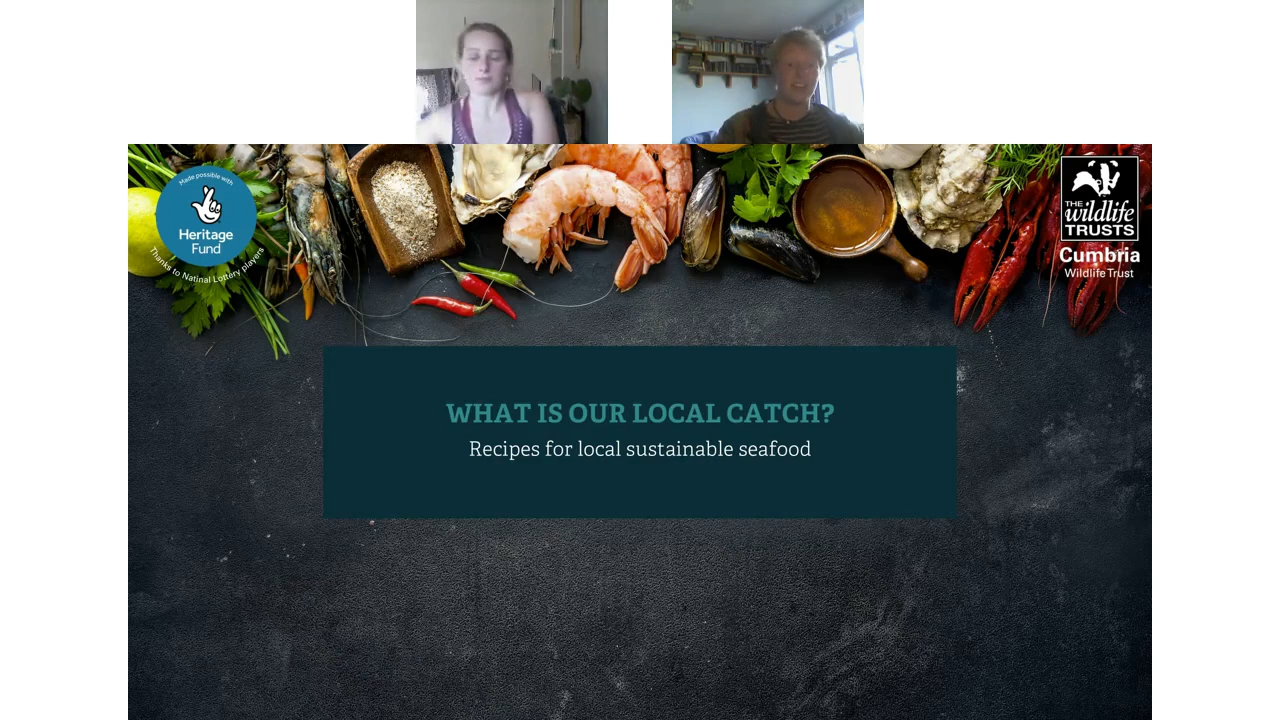 Made possible with
Heritage
Fund
Thanks to Natinal Lottery players
THE
wildlife
TRUSTS
Cumbria
Wildlife Trust
WHAT IS OUR LOCAL CATCH?
Recipes for local sustainable seafood